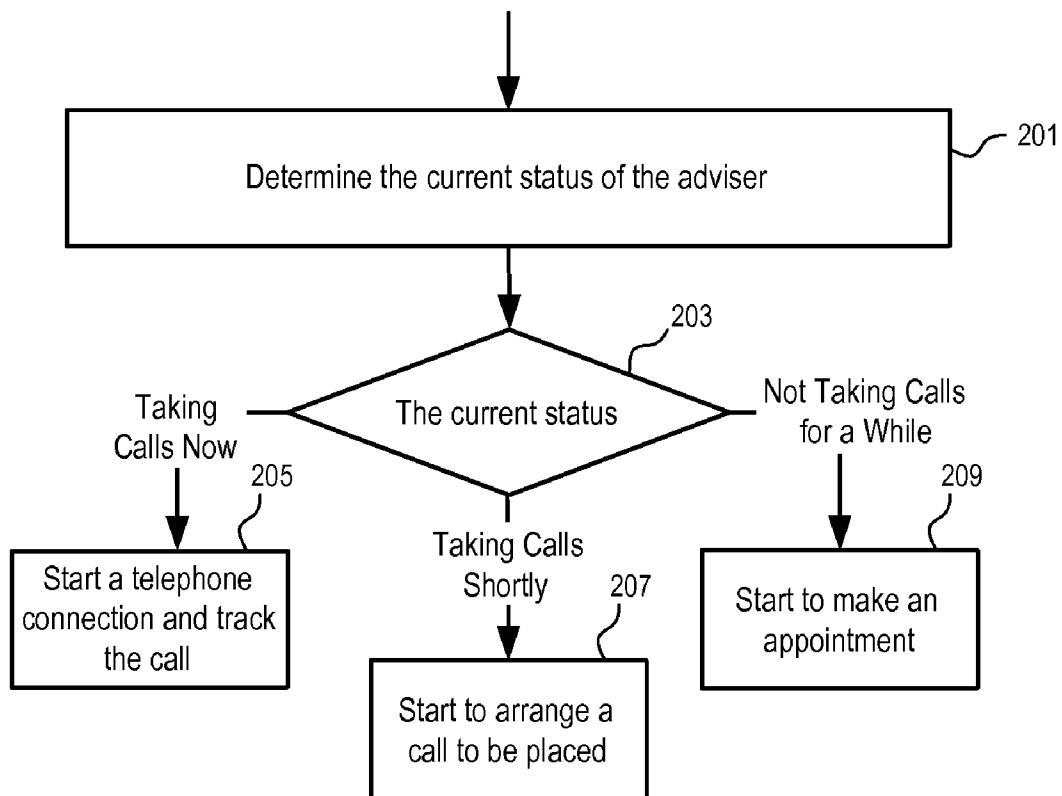 Determine the current status of the adviser
201
203
The current status
Taking
Calls Now
Not Taking Calls
for a While
Taking Calls
Shortly
205
Start a telephone
connection and track
the call
207
Start to arrange a
call to be placed
209
Start to make an
appointment